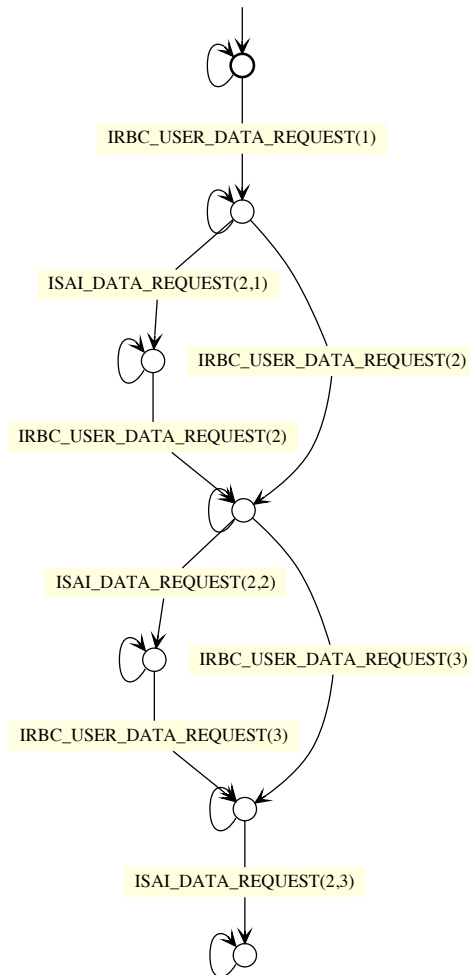 IRBC_USER_DATA_REQUEST(1)
ISAI_DATA_REQUEST(2,1)
IRBC_USER_DATA_REQUEST(2)
IRBC_USER_DATA_REQUEST(2)
ISAI_DATA_REQUEST(2,2)
IRBC_USER_DATA_REQUEST(3)
IRBC_USER_DATA_REQUEST(3)
ISAI_DATA_REQUEST(2,3)